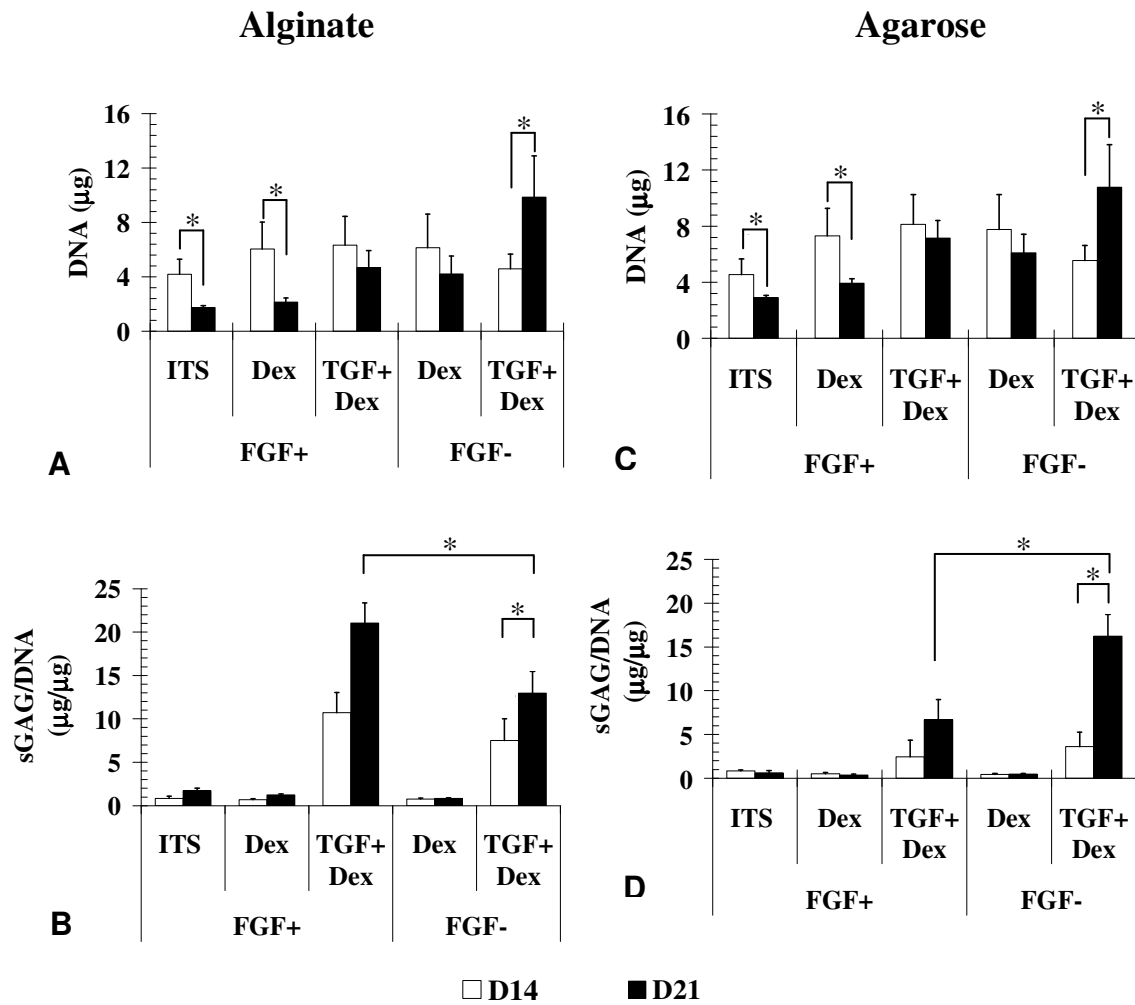 Alginate
Agarose
DNA (µg)
16
12
8
4
0
*
*
*
ITS
Dex
TGF+
Dex
Dex
TGF+
Dex
FGF+
FGF-
A
DNA (µg)
16
12
8
4
0
*
*
*
ITS
Dex
TGF+
Dex
Dex
TGF+
Dex
FGF+
FGF-
C
sGAG/DNA
(µg/µg)
25
20
15
10
5
0
*
*
ITS
Dex
TGF+
Dex
Dex
TGF+
Dex
FGF+
FGF-
B
sGAG/DNA
(µg/µg)
25
20
15
10
5
0
*
*
ITS
Dex
TGF+
Dex
Dex
TGF+
Dex
FGF+
FGF-
D
D14
D21